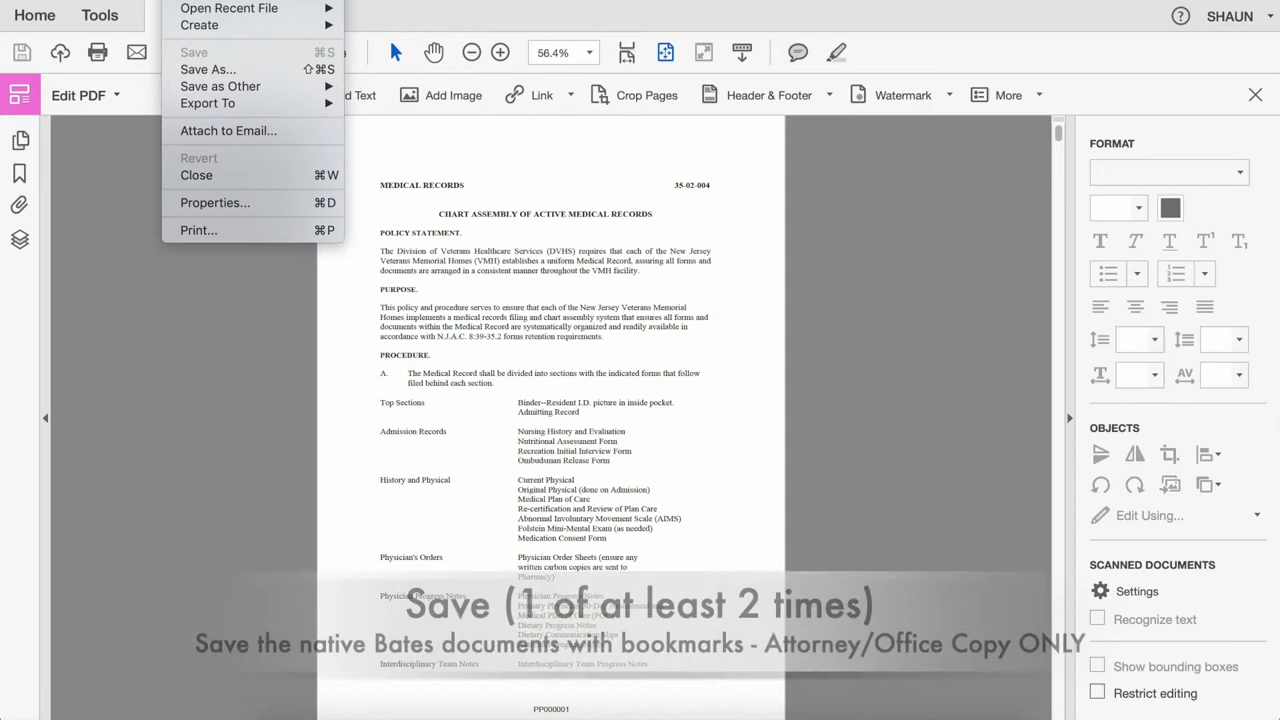 Home Tools
SHAUN
Open Recent File
Create
Save ⌘S
Save As... ⇧⌘S
Save as Other
Export To
Attach to Email...
Revert
Close ⌘W
Properties... ⌘D
Print... ⌘P
56.4%
Edit PDF
d Text Add Image Link Crop Pages Header & Footer Watermark More
MEDICAL RECORDS 35-02-004
CHART ASSEMBLY OF ACTIVE MEDICAL RECORDS
POLICY STATEMENT.
The Division of Veterans Healthcare Services (DVHS) requires that each of the New Jersey
Veterans Memorial Homes (VMH) establishes a uniform Medical Record, assuring all forms and
documents are arranged in a consistent manner throughout the VMH facility.
PURPOSE.
This policy and procedure serves to ensure that each of the New Jersey Veterans Memorial
Homes implements a medical records filing and chart assembly system that ensures all forms and
documents within the Medical Record are systematically organized and readily available in
accordance with N.J.A.C. 8:39-35.2 forms retention requirements.
PROCEDURE.
A. The Medical Record shall be divided into sections with the indicated forms that follow
filed behind each section.
Top Sections Binder--Resident I.D. picture in inside pocket.
Admitting Record
Admission Records Nursing History and Evaluation
Nutritional Assessment Form
Recreation Initial Interview Form
Ombudsman Release Form
History and Physical Current Physical
Original Physical (done on Admission)
Medical Plan of Care
Re-certification and Review of Plan Care
Abnormal Involuntary Movement Scale (AIMS)
Folstein Mini-Mental Exam (as needed)
Medication Consent Form
Physician's Orders Physician Order Sheets (ensure any
written carbon copies are sent to
Pharmacy)
Physician Progress Notes Physician Progress Notes
Dietary Progress Notes
Interdisciplinary Team Notes Interdisciplinary Team Progress Notes
PP000001
Save (1 of at least 2 times)
Save the native Bates documents with bookmarks - Attorney/Office Copy ONLY
FORMAT
OBJECTS
Edit Using...
SCANNED DOCUMENTS
Settings
Recognize text
Show bounding boxes
Restrict editing